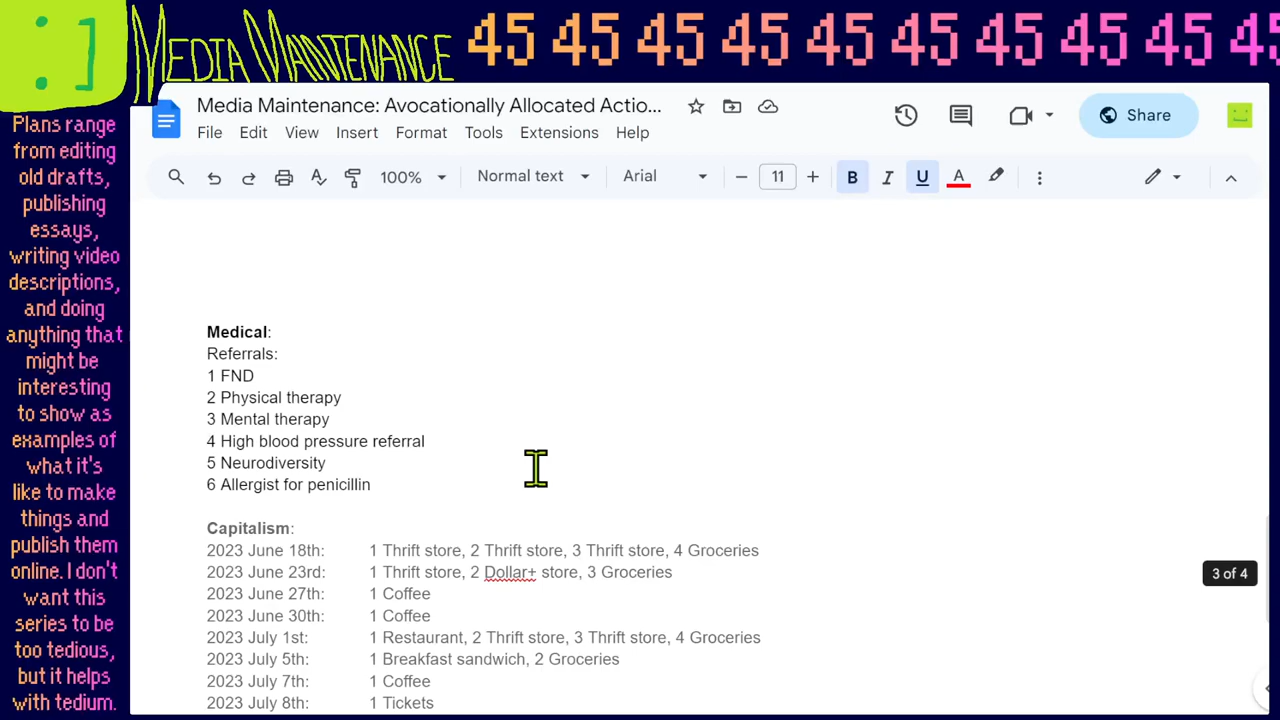 :]
MEDIA MAINTENANCE
45 45 45 45 45 45 45 45 45 45
Plans range
from editing
old drafts,
publishing
essays,
writing video
descriptions,
and doing
anything that
might be
interesting
to show as
examples of
what it's
like to make
things and
publish them
online. I don't
want this
series to be
too tedious,
but it helps
with tedium.
Media Maintenance: Avocationally Allocated Actio...
File Edit View Insert Format Tools Extensions Help
Share
100% Normal text Arial 11 B I U A
Medical:
Referrals:
1 FND
2 Physical therapy
3 Mental therapy
4 High blood pressure referral
5 Neurodiversity
6 Allergist for penicillin
Capitalism:
2023 June 18th: 1 Thrift store, 2 Thrift store, 3 Thrift store, 4 Groceries
2023 June 23rd: 1 Thrift store, 2 Dollar+ store, 3 Groceries
2023 June 27th: 1 Coffee
2023 June 30th: 1 Coffee
2023 July 1st: 1 Restaurant, 2 Thrift store, 3 Thrift store, 4 Groceries
2023 July 5th: 1 Breakfast sandwich, 2 Groceries
2023 July 7th: 1 Coffee
2023 July 8th: 1 Tickets
3 of 4